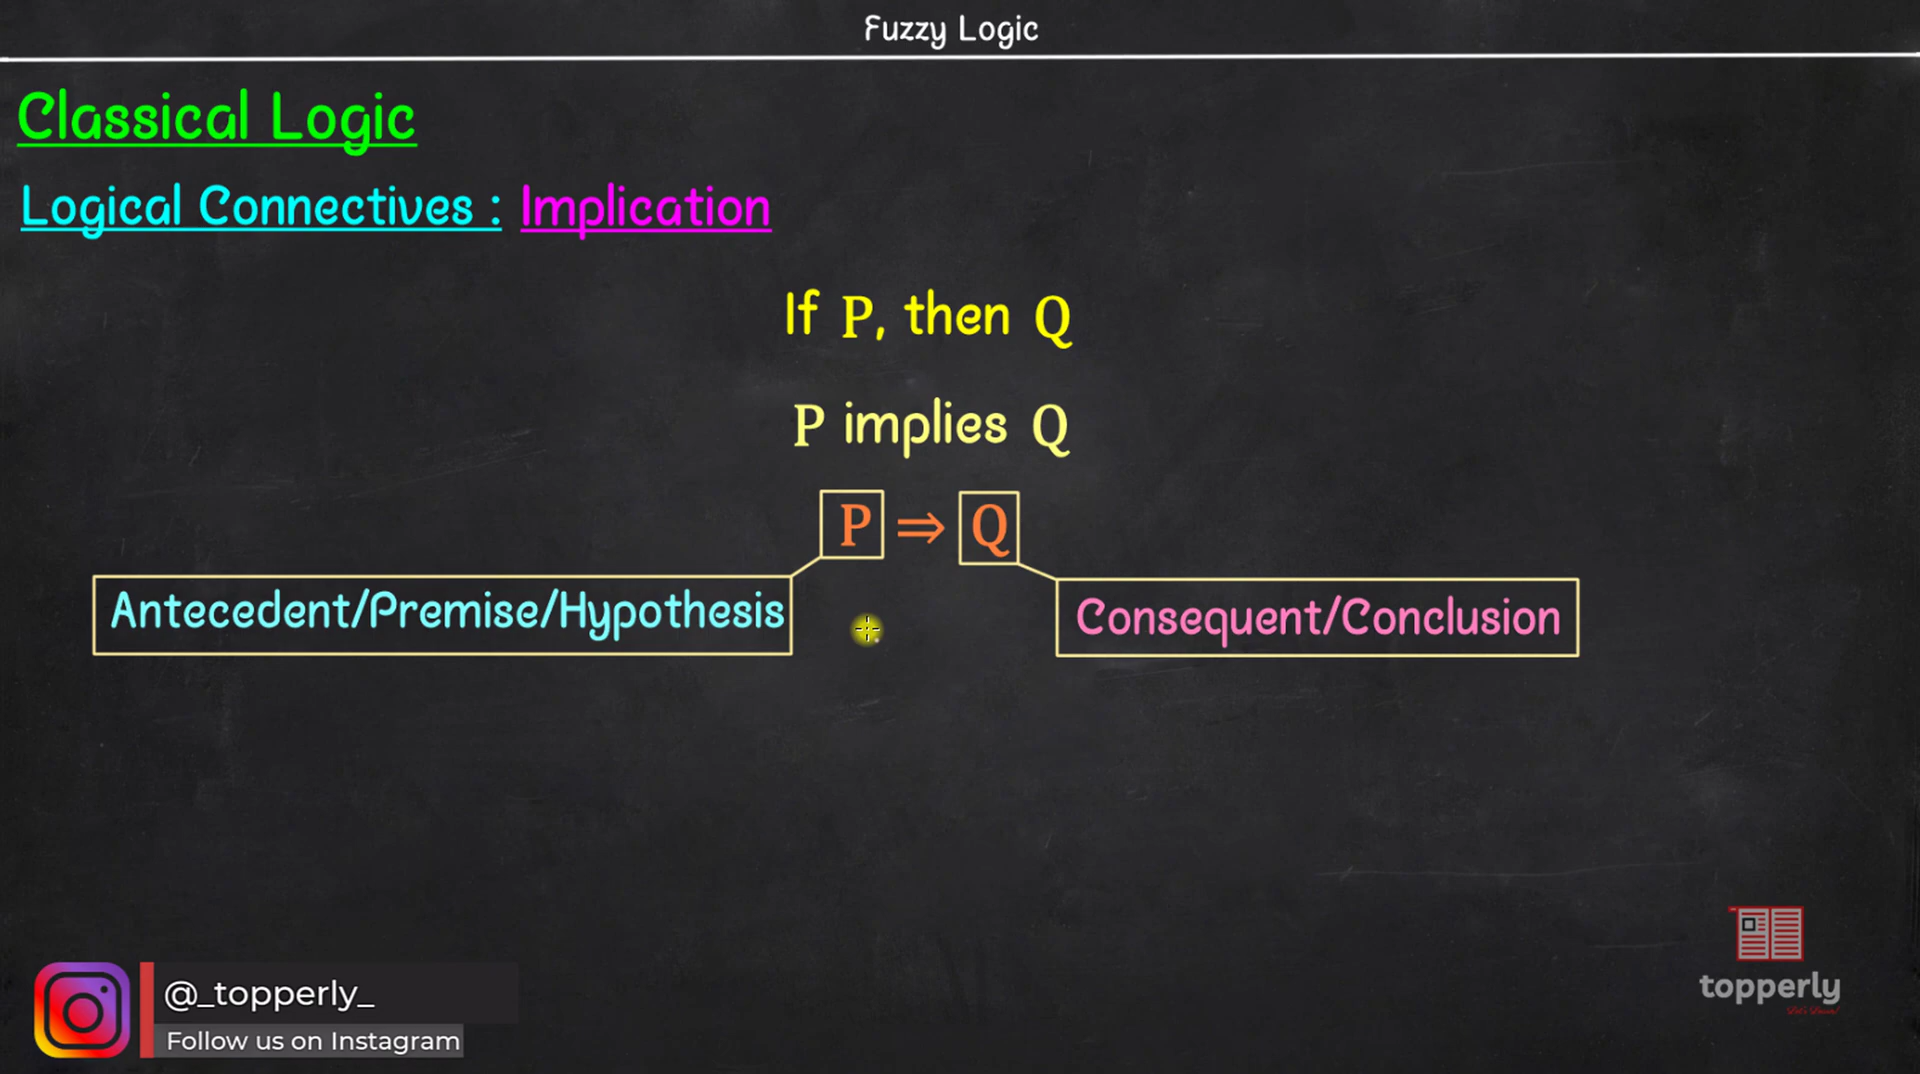 Fuzzy Logic
Classical Logic
Logical Connectives : Implication
If P, then Q
P implies Q
P ⇒ Q
Antecedent/Premise/Hypothesis
Consequent/Conclusion
@_topperly_
Follow us on Instagram
topperly